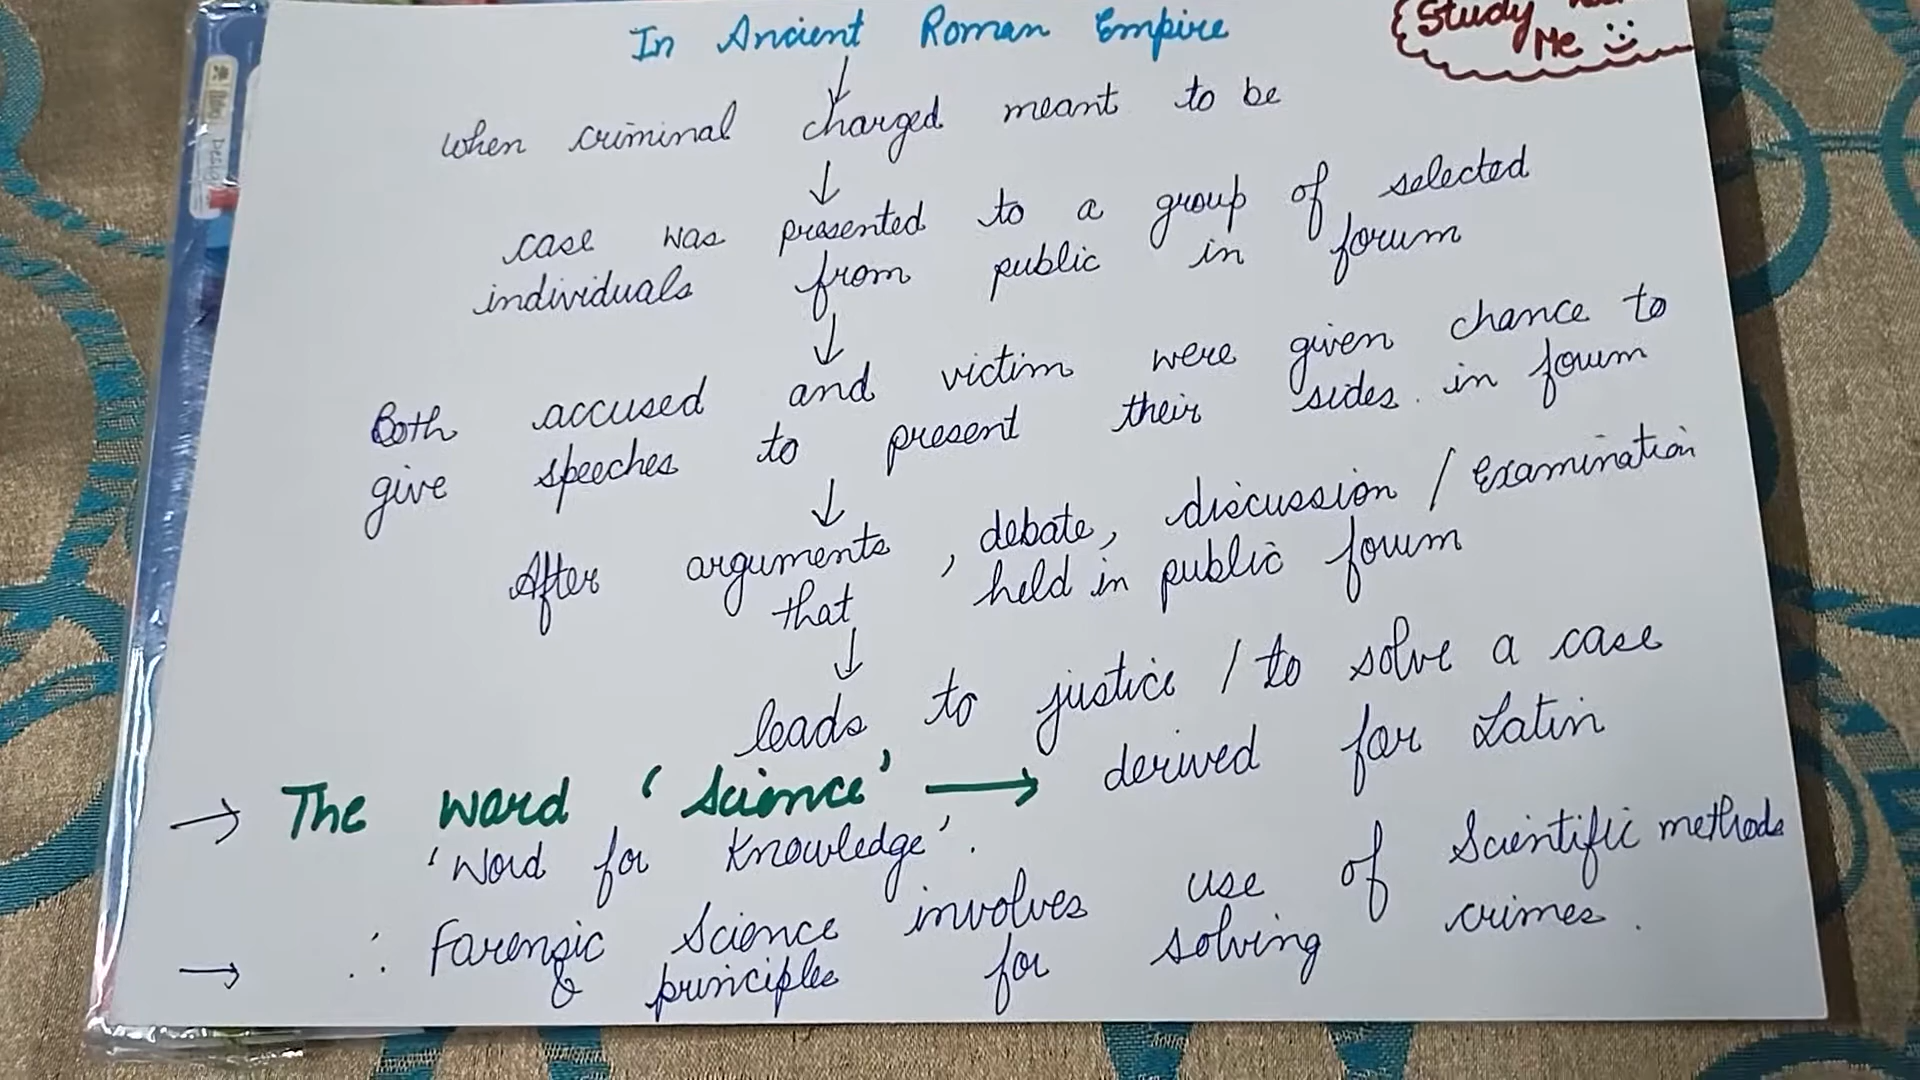 In Ancient Roman Empire
Study
Me
↓
when criminal charged meant to be
↓
case was presented to a group of selected
individuals from public in forum
↓
Both accused and victim were given chance to
give speeches to present their sides in forum
↓
After arguments, debate, discussion / Examination
that held in public forum
↓
leads to justice / to solve a case
→ The word 'Science' → derived for Latin
'Word for Knowledge'.
→ ∴ Forensic Science involves use of Scientific methods
& principles for solving crimes.